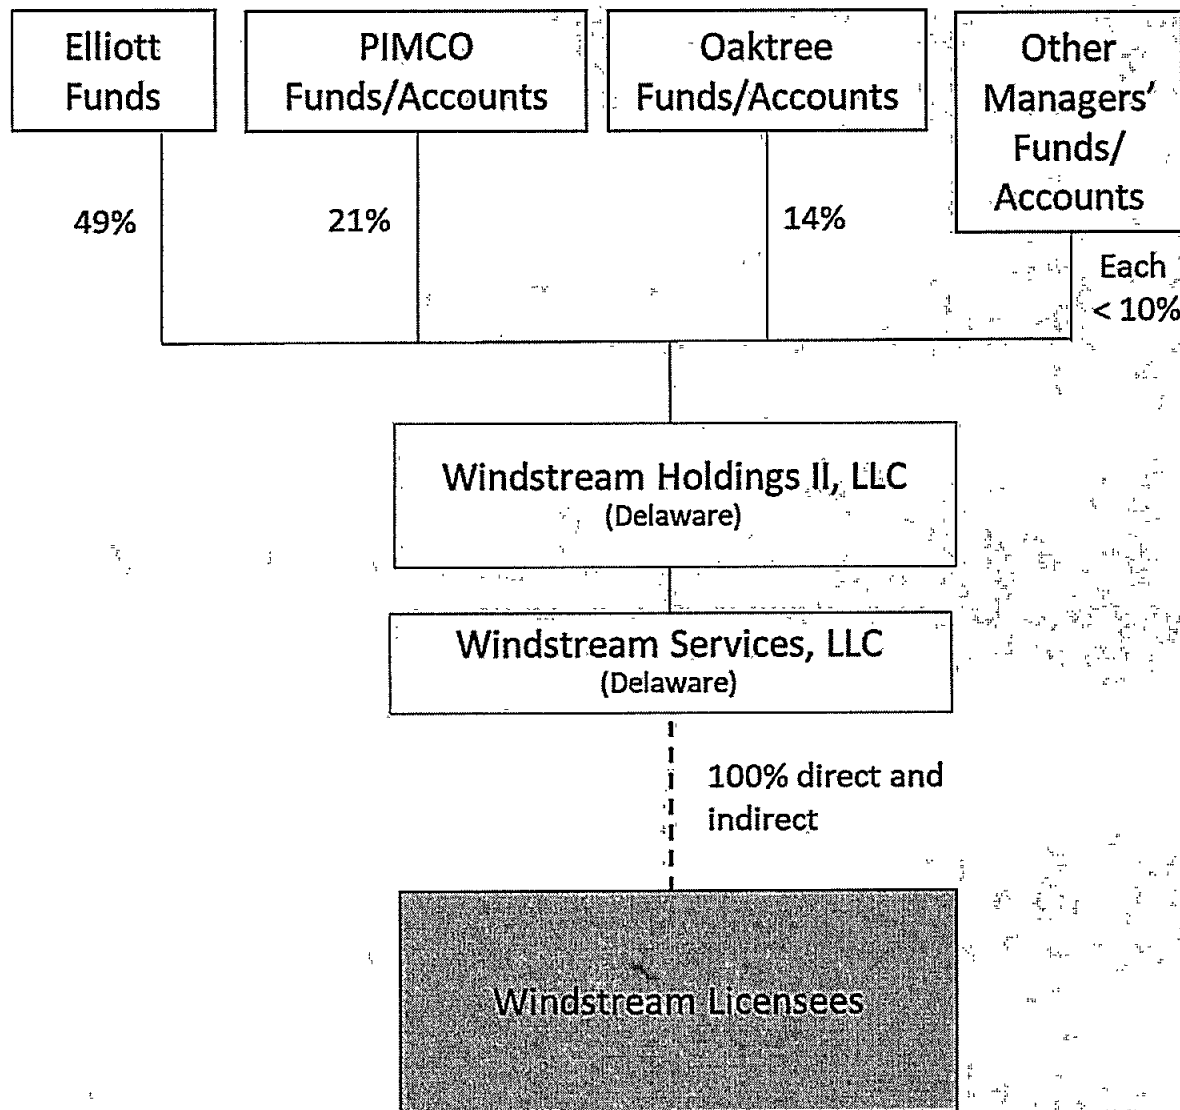 Elliott
Funds
PIMCO
Funds/Accounts
Oaktree
Funds/Accounts
Other
Managers'
Funds/
Accounts
49%
21%
14%
Each
< 10%
Windstream Holdings II, LLC
(Delaware)
Windstream Services, LLC
(Delaware)
100% direct and
indirect
Windstream Licensees